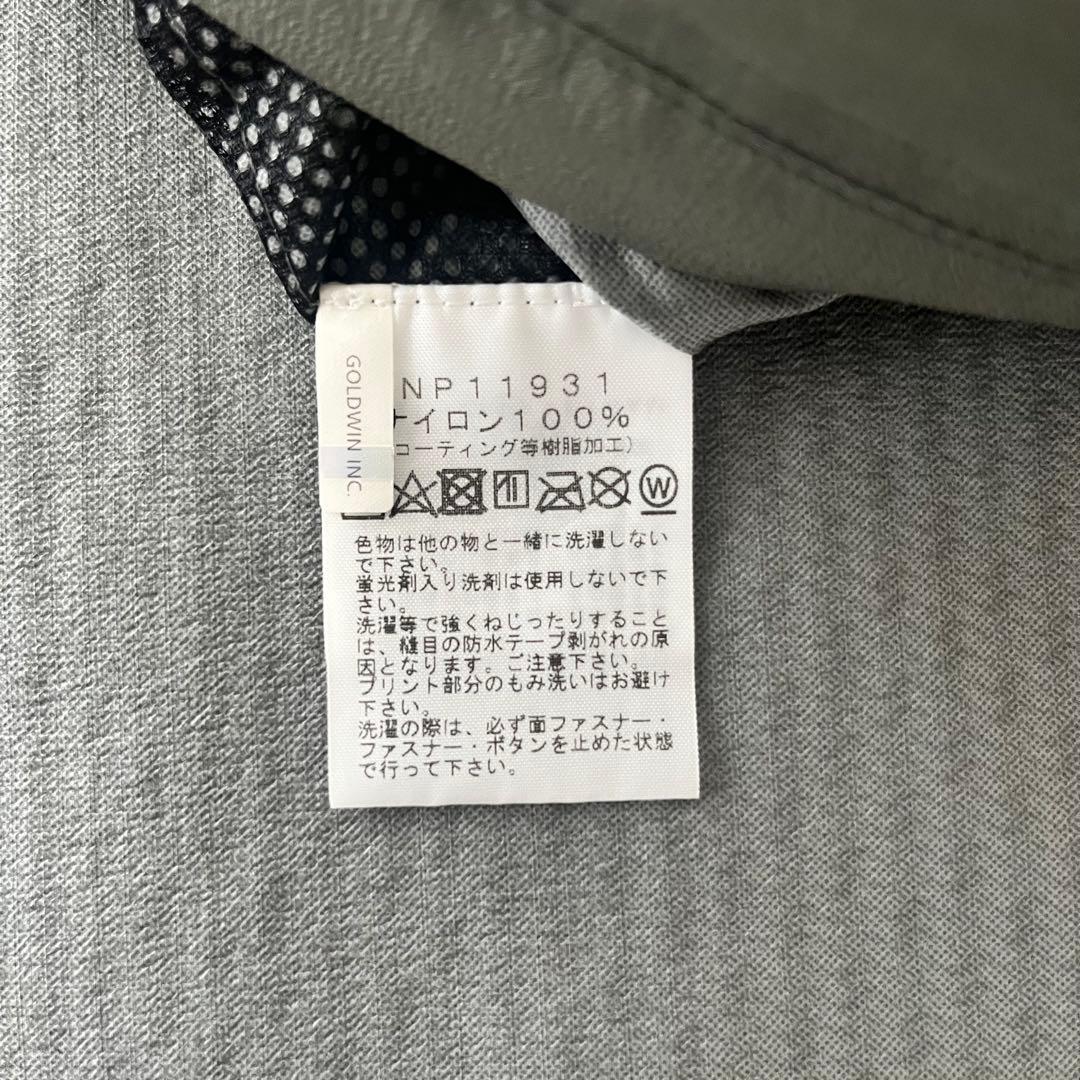 GOLDWIN INC.
NP11931
ナイロン100%
コーティング等樹脂加工)
W
色物は他の物と一緒に洗濯しない
で下さい。
蛍光剤入り洗剤は使用しないで下
さい。
洗濯等で強くねじったりすること
は、縫目の防水テープ剥がれの原
因となります。ご注意下さい。
プリント部分のもみ洗いはお避け
下さい。
洗濯の際は、必ず面ファスナー・
ファスナー・ボタンを止めた状態
で行って下さい。